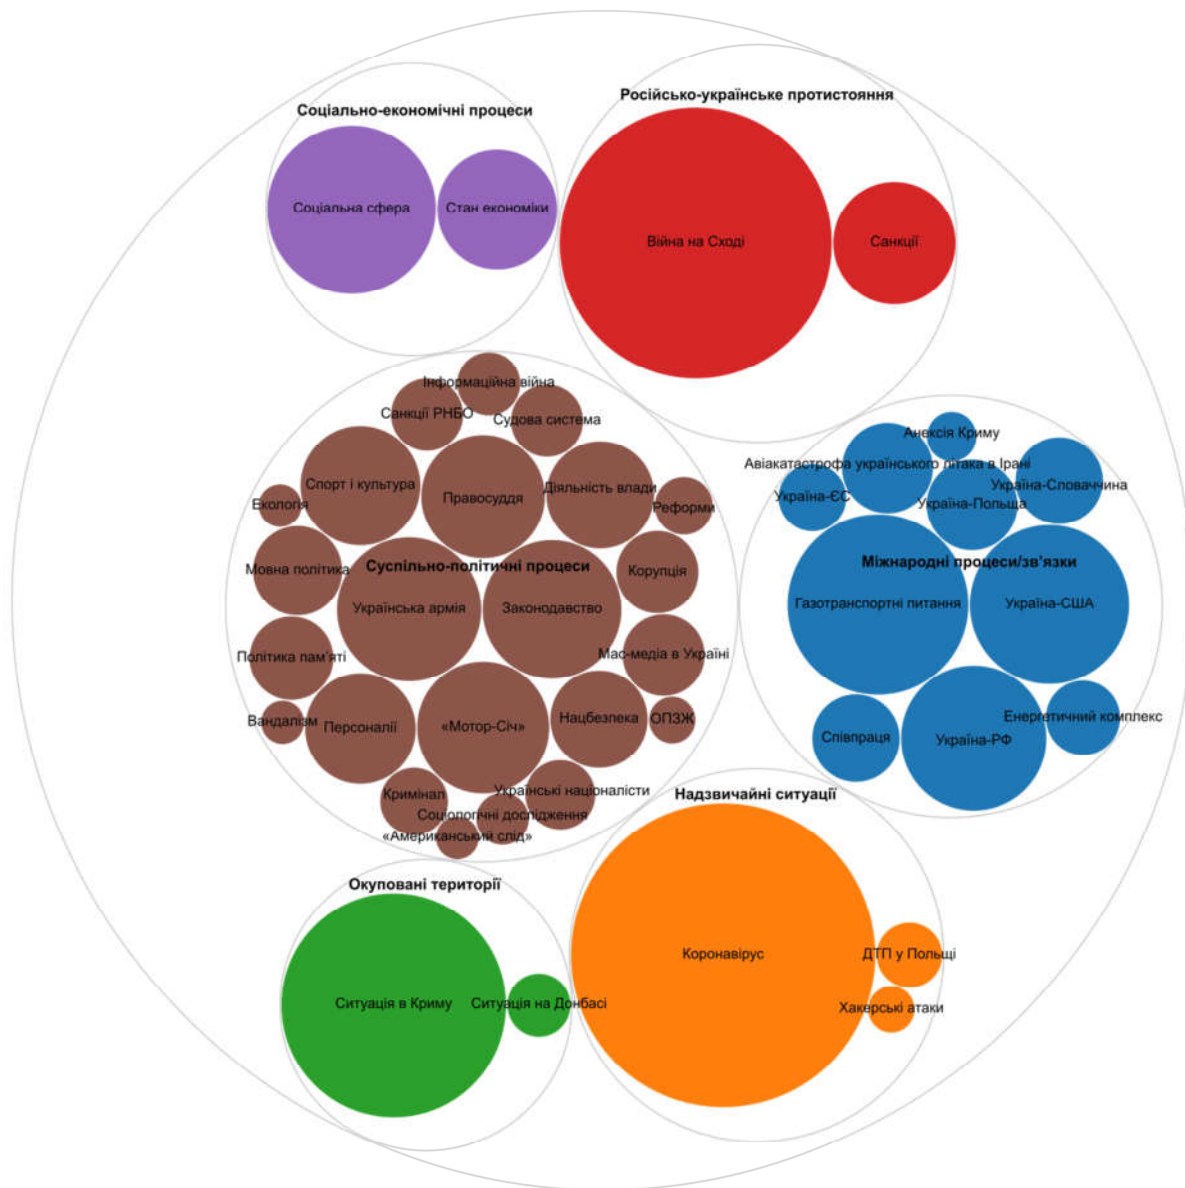 Соціально-економічні процеси
Соціальна сфера
Стан економіки
Російсько-українське протистояння
Війна на Сході
Санкції
Інформаційна війна
Санкції РНБО
Судова система
Спорт і культура
Правосуддя
Діяльність влади
Екологія
Реформи
Мовна політика
Суспільно-політичні процеси
Корупція
Українська армія
Законодавство
Політика пам'яті
Мас-медіа в Україні
Вандалізм
Персоналії
«Мотор-Січ»
Нацбезпека
ОПЗЖ
Кримінал
Українські націоналісти
Соціологічні дослідження
«Американський слід»
Анексія Криму
Авіакатастрофа українського літака в Ірані
Україна-ЄС
Україна-Словаччина
Україна-Польща
Міжнародні процеси/зв'язки
Газотранспортні питання
Україна-США
Співпраця
Україна-РФ
Енергетичний комплекс
Окуповані території
Ситуація в Криму
Ситуація на Донбасі
Надзвичайні ситуації
Коронавірус
ДТП у Польщі
Хакерські атаки